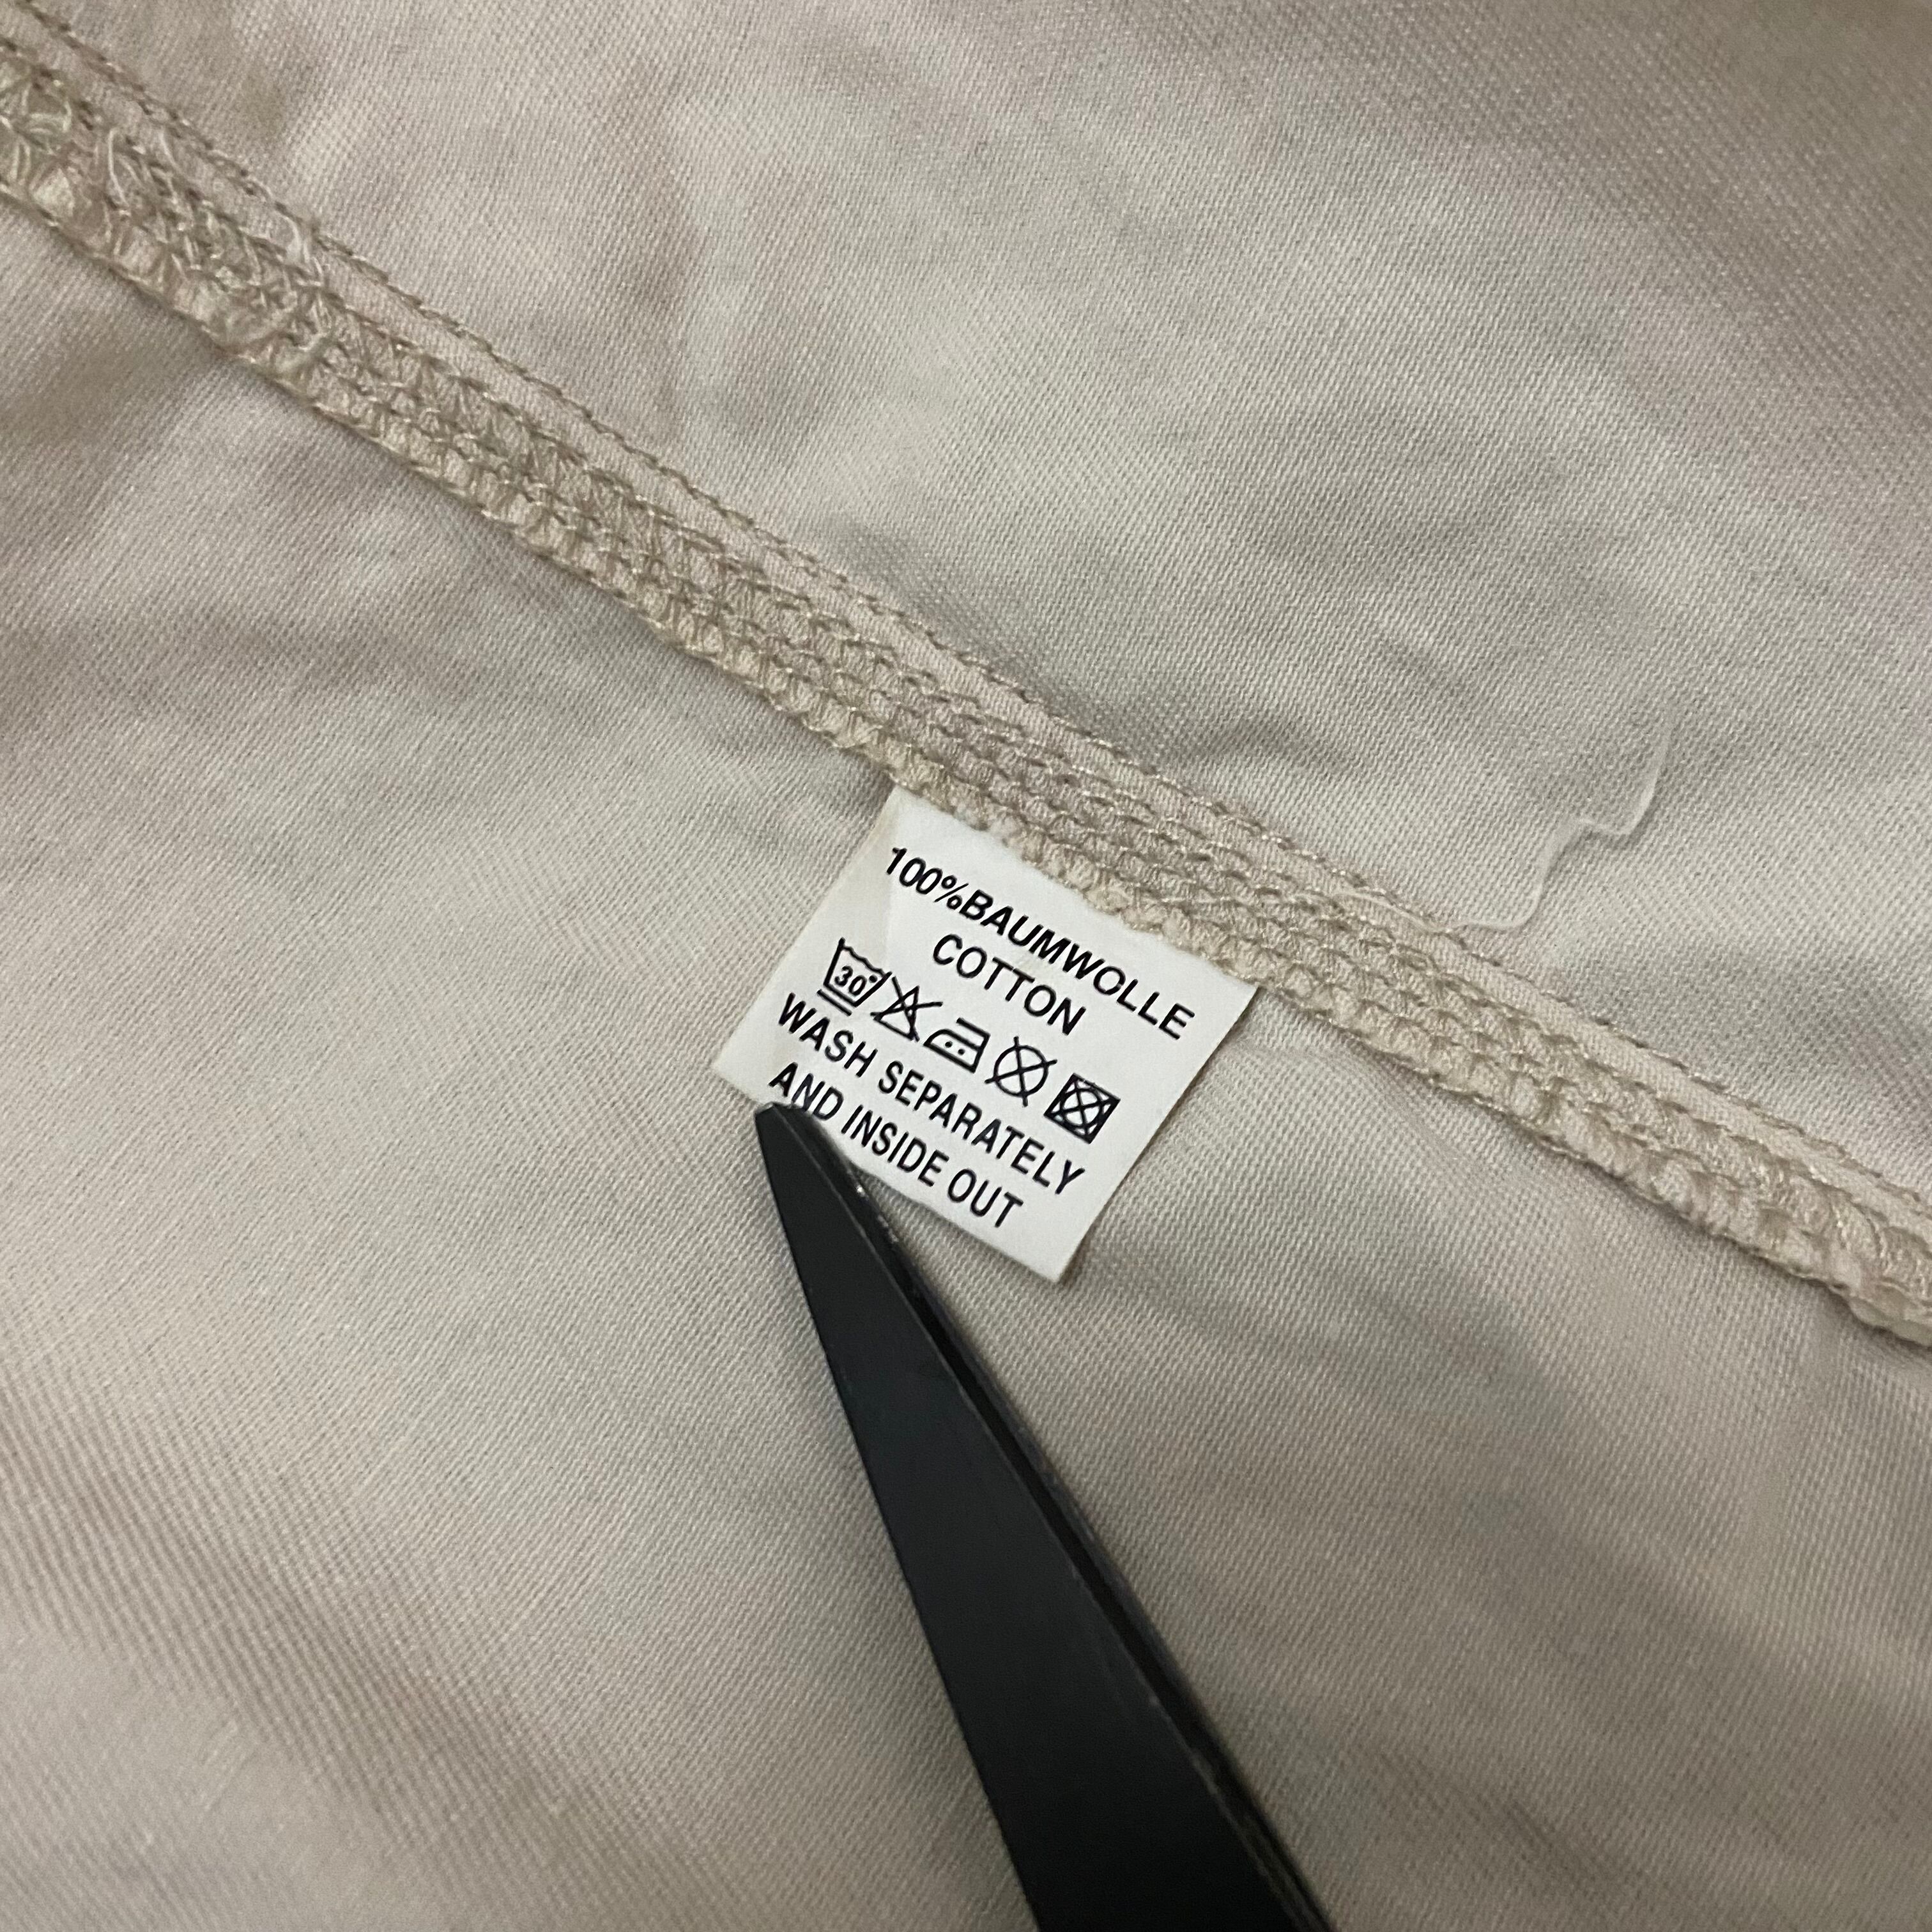 100%BAUMWOLLE
COTTON
30°
WASH SEPARATELY
AND INSIDE OUT